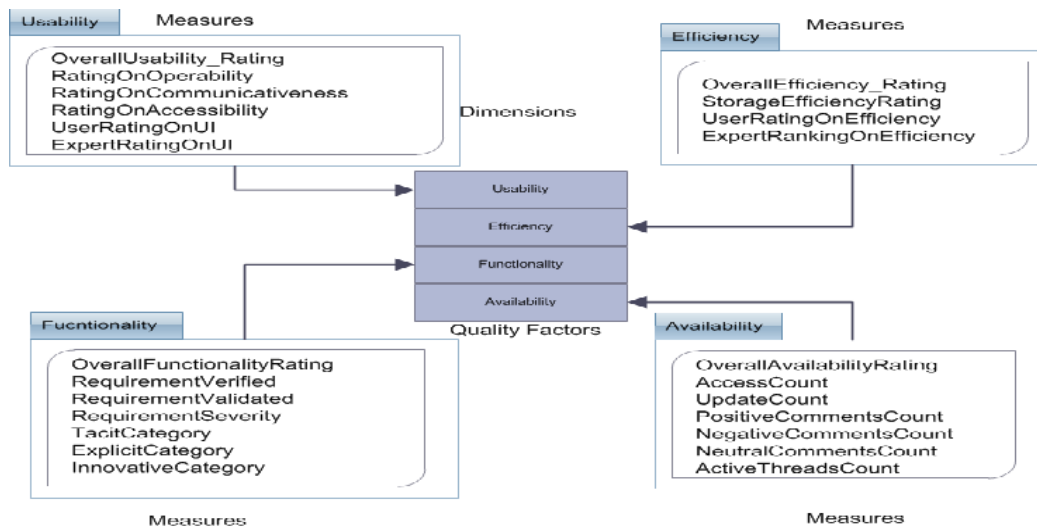 Usability
Measures
OverallUsability_Rating
RatingOnOperability
RatingOnCommunicativeness
RatingOnAccessibility
UserRatingOnUI
ExpertRatingOnUI
Measures
Efficiency
OverallEfficiency_Rating
StorageEfficiencyRating
UserRatingOnEfficiency
ExpertRankingOnEfficiency
Dimensions
Usability
Efficiency
Functionality
Availability
Quality Factors
Fucntionality
OverallFunctionalityRating
RequirementVerified
RequirementValidated
RequirementSeverity
TacitCategory
ExplicitCategory
InnovativeCategory
Measures
Availability
OverallAvailabilityRating
AccessCount
UpdateCount
PositiveCommentsCount
NegativeCommentsCount
NeutralCommentsCount
ActiveThreadsCount
Measures